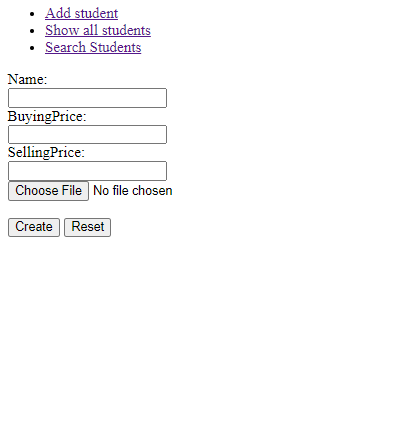 Add student
Show all students
Search Students
Name:
BuyingPrice:
SellingPrice:
Choose File No file chosen
Create Reset